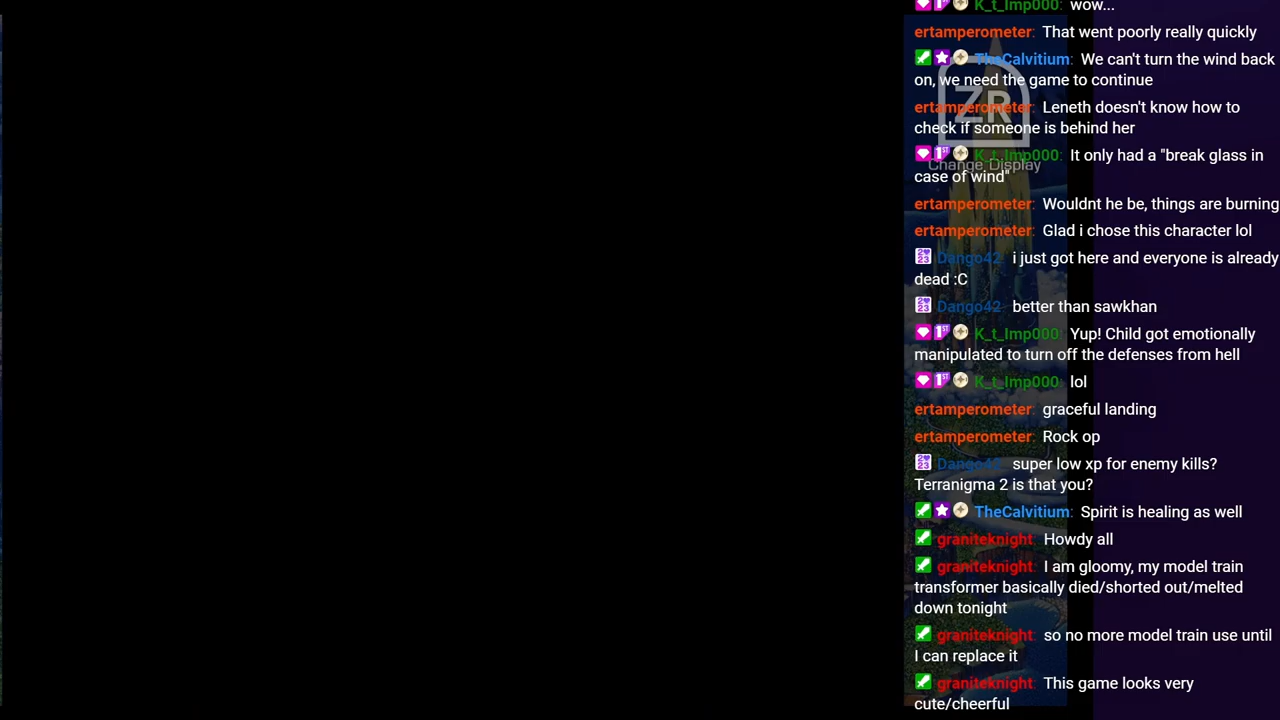 K_t_Imp000: wow...
ertamperometer: That went poorly really quickly
TheCalvitium: We can't turn the wind back
on, we need the game to continue
ZR
ertamperometer: Leneth doesn't know how to
check if someone is behind her
K_t_Imp000: It only had a "break glass in
Change Display
case of wind"
ertamperometer: Wouldnt he be, things are burning
ertamperometer: Glad i chose this character lol
Dango42: i just got here and everyone is already
dead :C
Dango42: better than sawkhan
K_t_Imp000: Yup! Child got emotionally
manipulated to turn off the defenses from hell
K_t_Imp000: lol
ertamperometer: graceful landing
ertamperometer: Rock op
Dango42: super low xp for enemy kills?
Terranigma 2 is that you?
TheCalvitium: Spirit is healing as well
graniteknight: Howdy all
graniteknight: I am gloomy, my model train
transformer basically died/shorted out/melted
down tonight
graniteknight: so no more model train use until
I can replace it
graniteknight: This game looks very
cute/cheerful